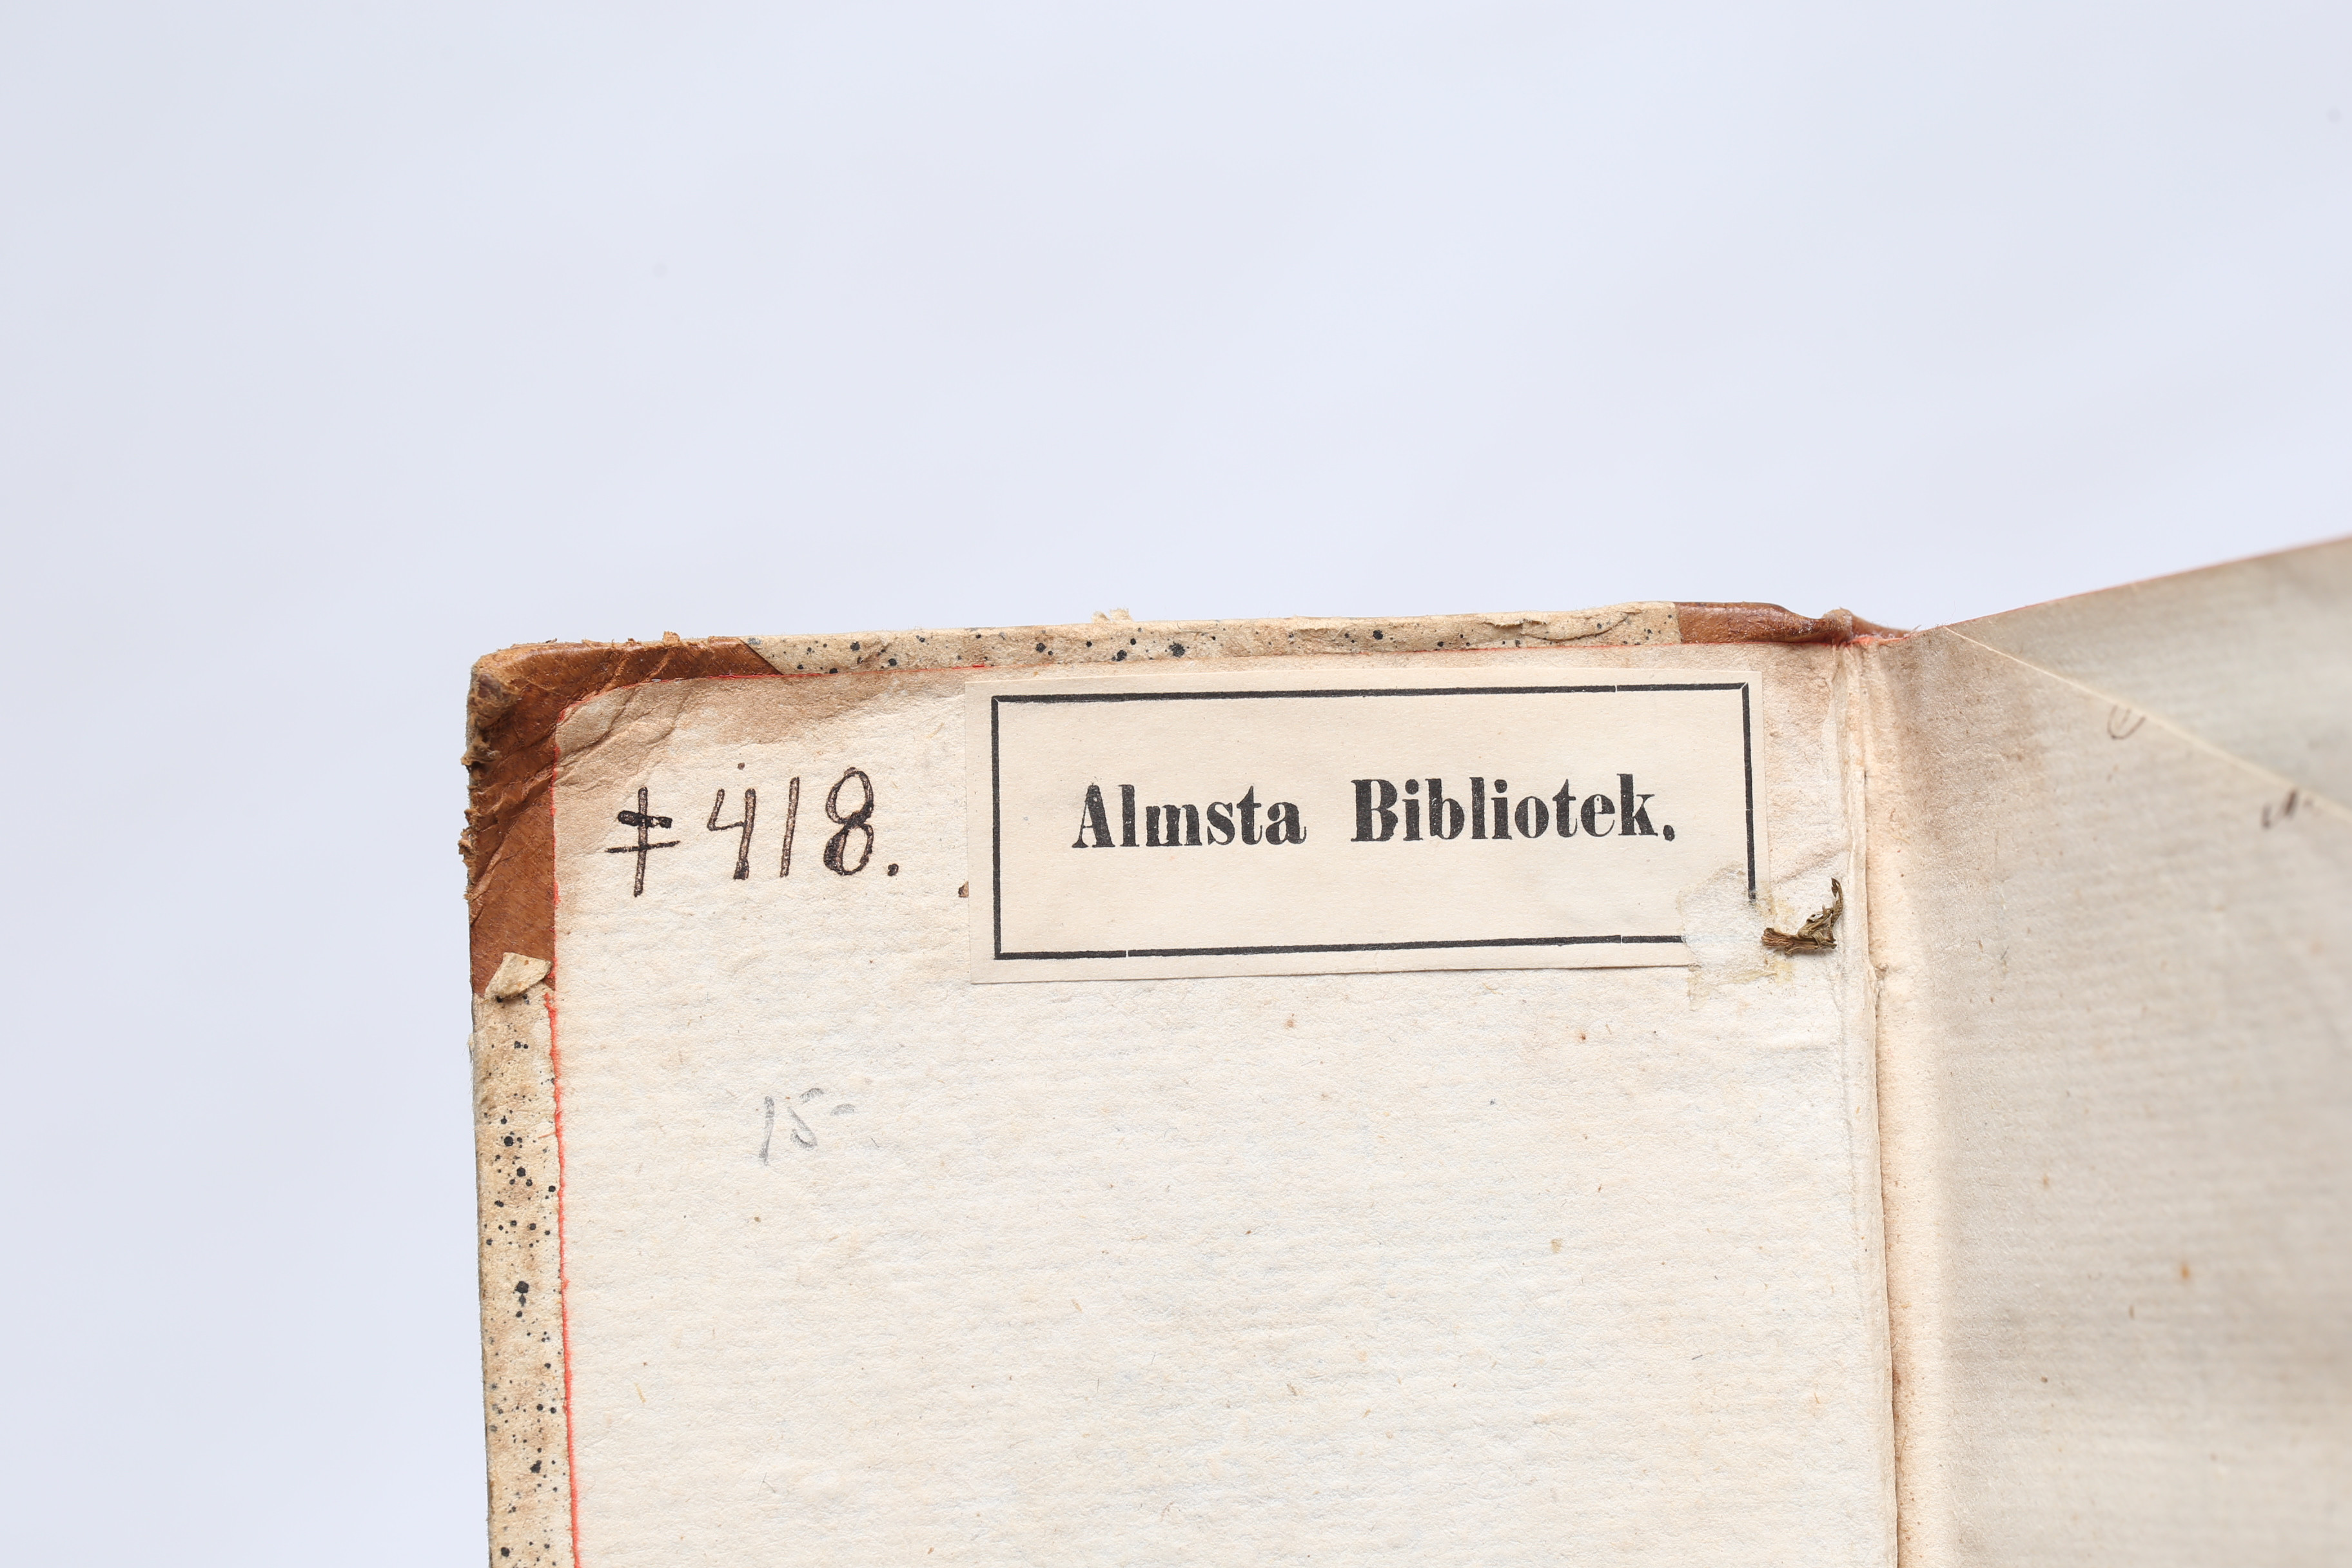 ‡ 418.
Almsta Bibliotek.
15-